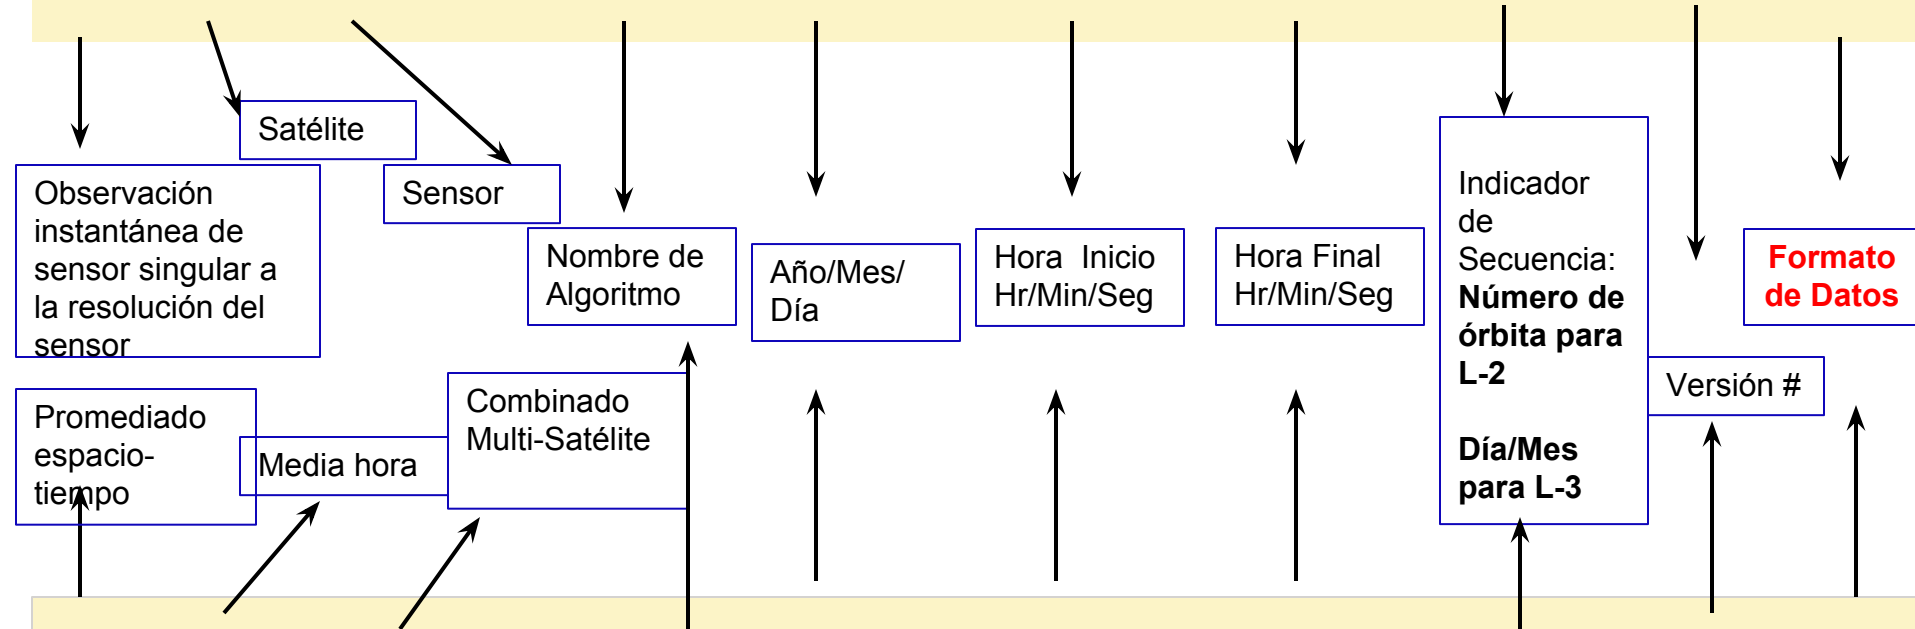 Satélite
Observación
instantánea de
sensor singular a
la resolución del
sensor
Sensor
Nombre de
Algoritmo
Año/Mes/
Día
Hora Inicio
Hr/Min/Seg
Hora Final
Hr/Min/Seg
Indicador
de
Secuencia:
Número de
órbita para
L-2
Día/Mes
para L-3
Formato
de Datos
Versión #
Promediado
espacio-
tiempo
Media hora
Combinado
Multi-Satélite